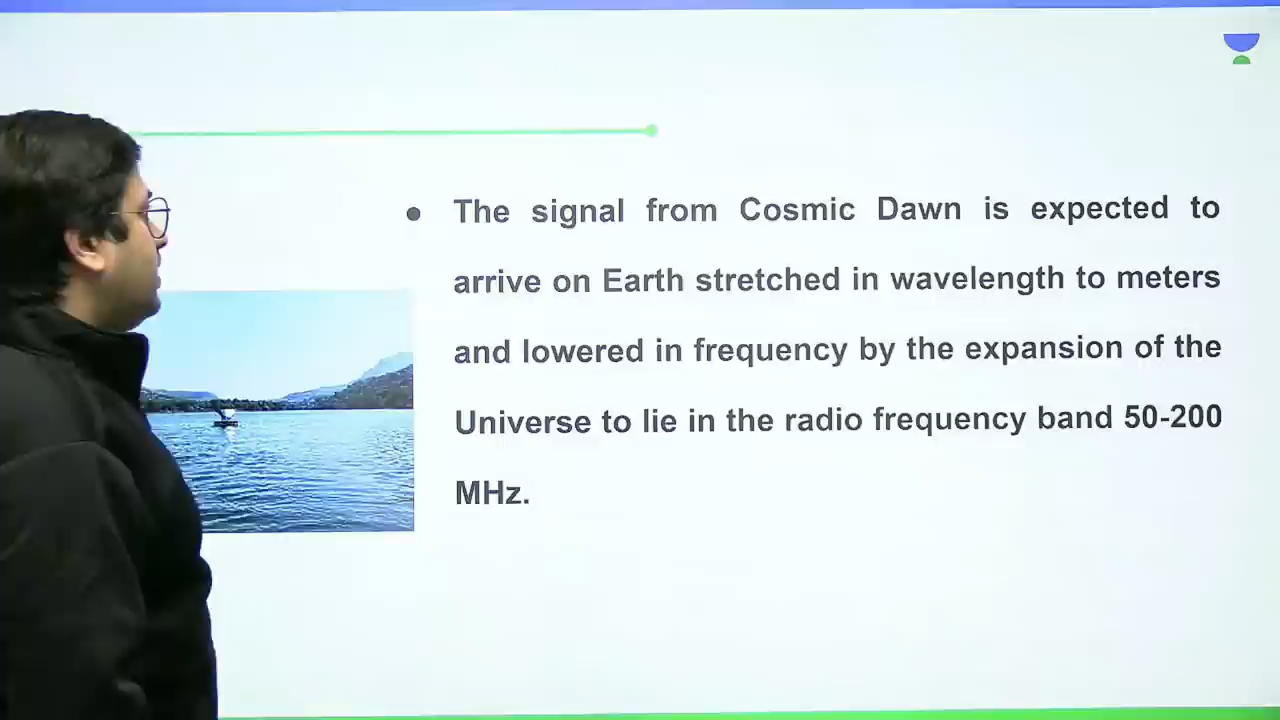 The signal from Cosmic Dawn is expected to
arrive on Earth stretched in wavelength to meters
and lowered in frequency by the expansion of the
Universe to lie in the radio frequency band 50-200
MHz.